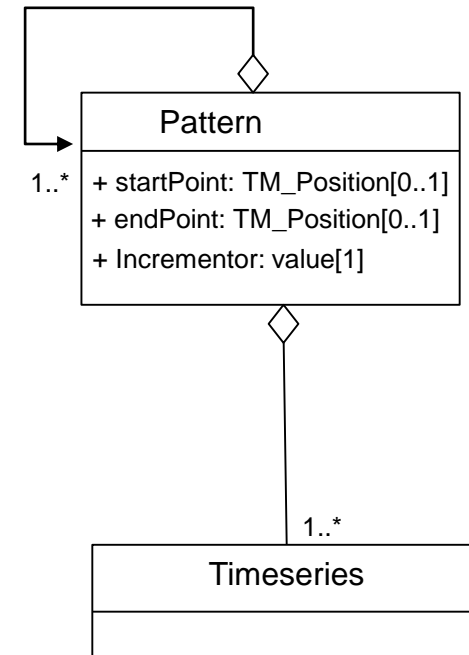 Pattern
1..*
+ startPoint: TM_Position[0..1]
+ endPoint: TM_Position[0..1]
+ Incrementor: value[1]
1..*
Timeseries